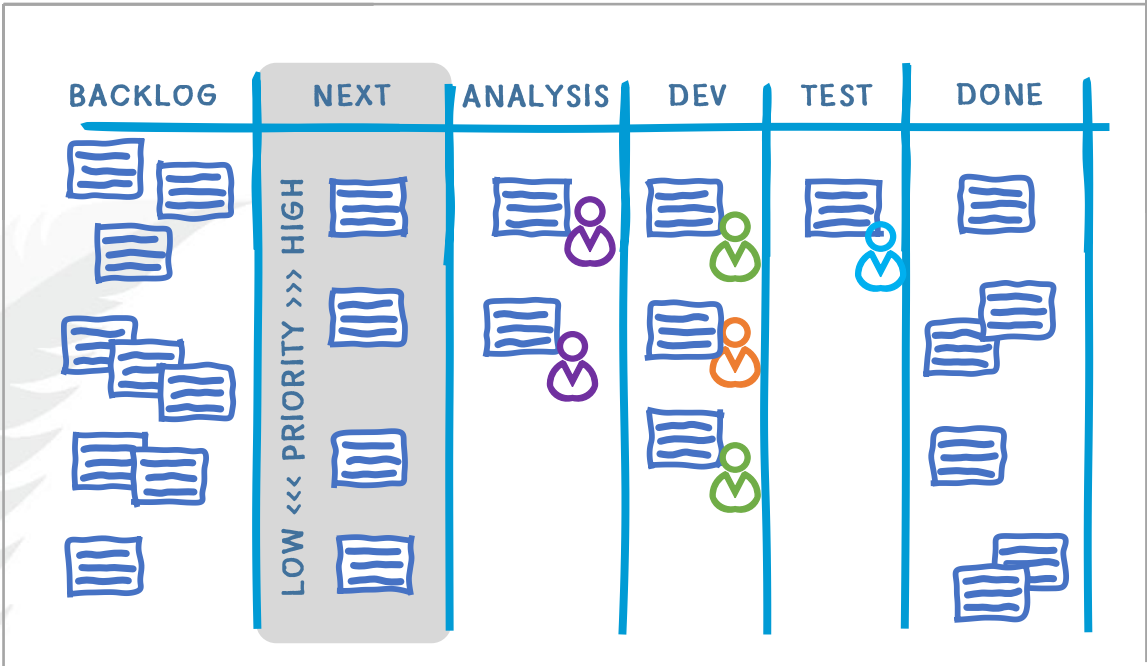 BACKLOG
NEXT
ANALYSIS
DEV
TEST
DONE
LOW <<< PRIORITY >>> HIGH